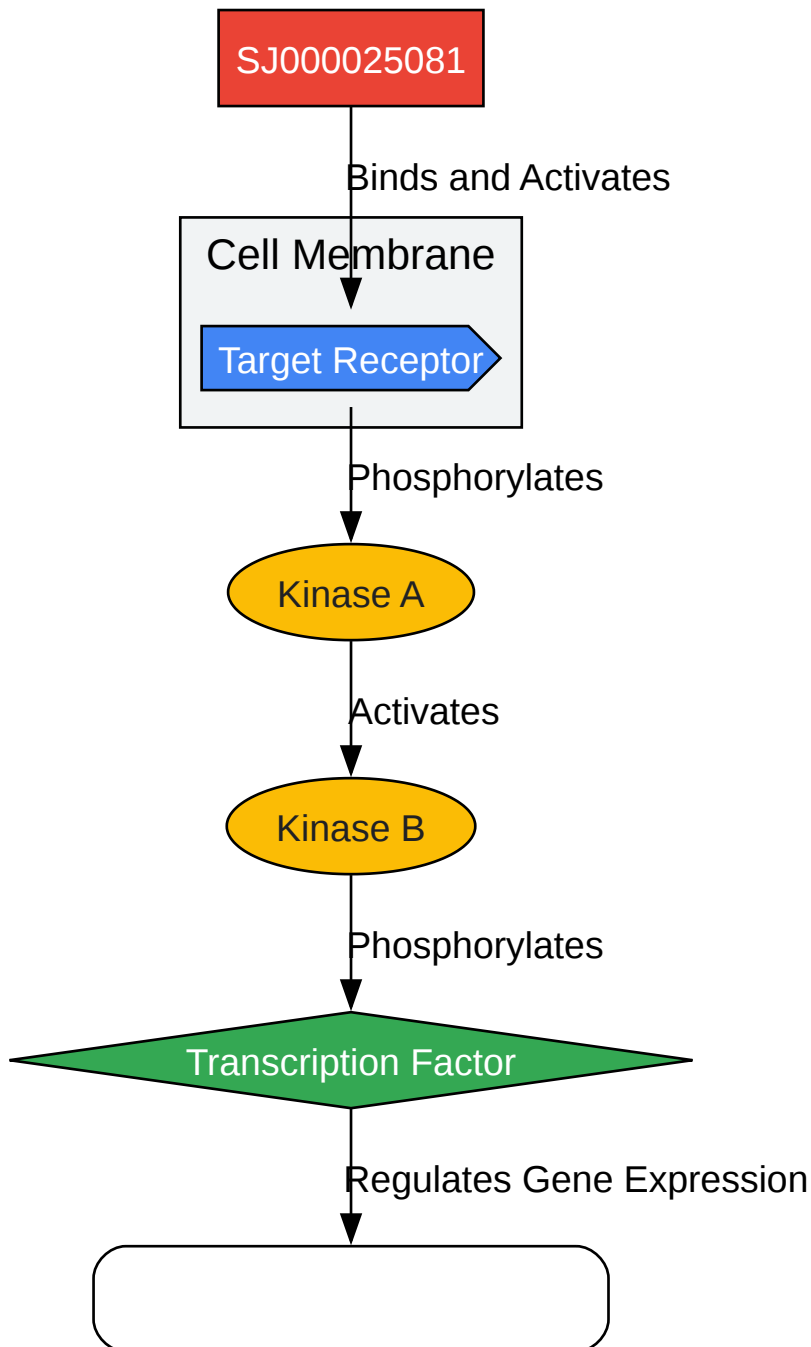 SJ000025081
Binds and Activates
Cell Membrane
Target Receptor
Phosphorylates
Kinase A
Activates
Kinase B
Phosphorylates
Transcription Factor
Regulates Gene Expression